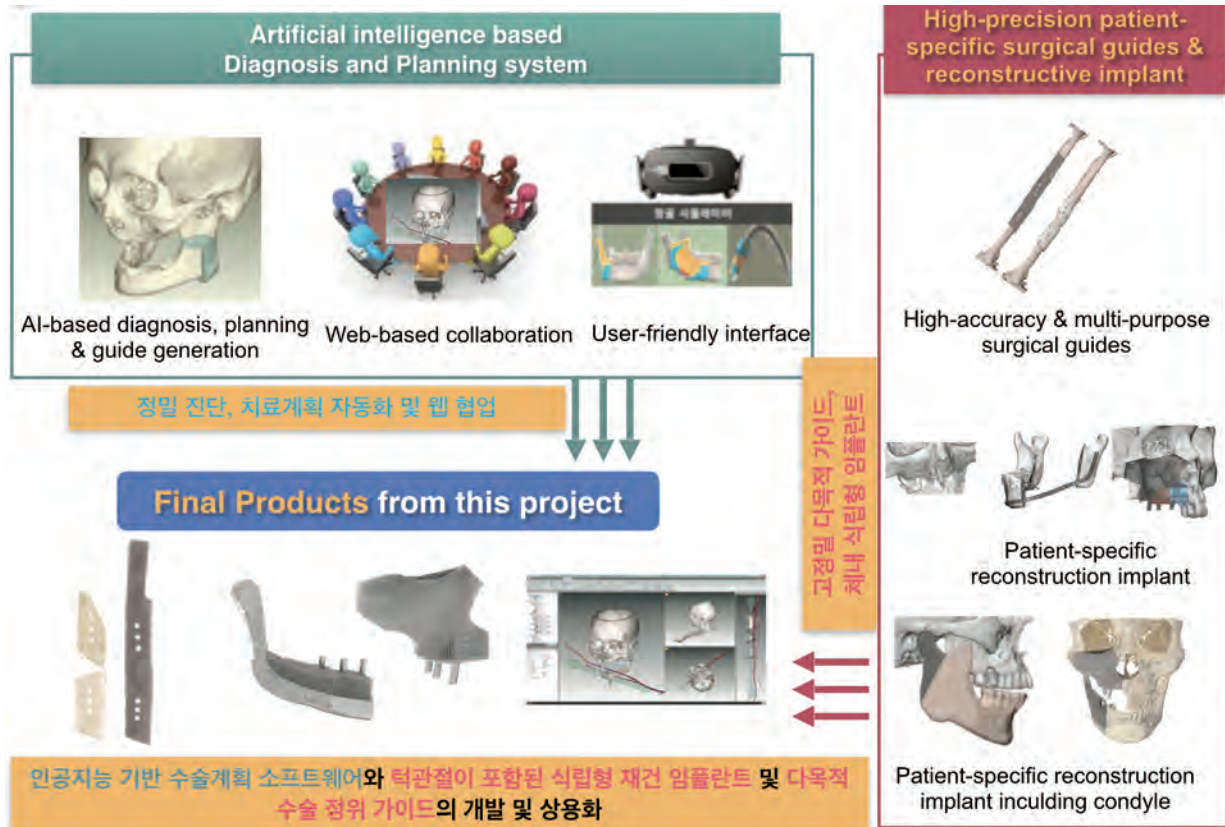 Artificial intelligence based
Diagnosis and Planning system
AI-based diagnosis, planning
& guide generation
Web-based collaboration
User-friendly interface
정밀 진단, 치료계획 자동화 및 웹 협업
Final Products from this project
고정밀 다목적 가이드,
체내 식립형 임플란트
High-precision patient-
specific surgical guides &
reconstructive implant
High-accuracy & multi-purpose
surgical guides
Patient-specific
reconstruction implant
Patient-specific reconstruction
implant inculding condyle
인공지능 기반 수술계획 소프트웨어와 턱관절이 포함된 식립형 재건 임플란트 및 다목적
수술 정위 가이드의 개발 및 상용화